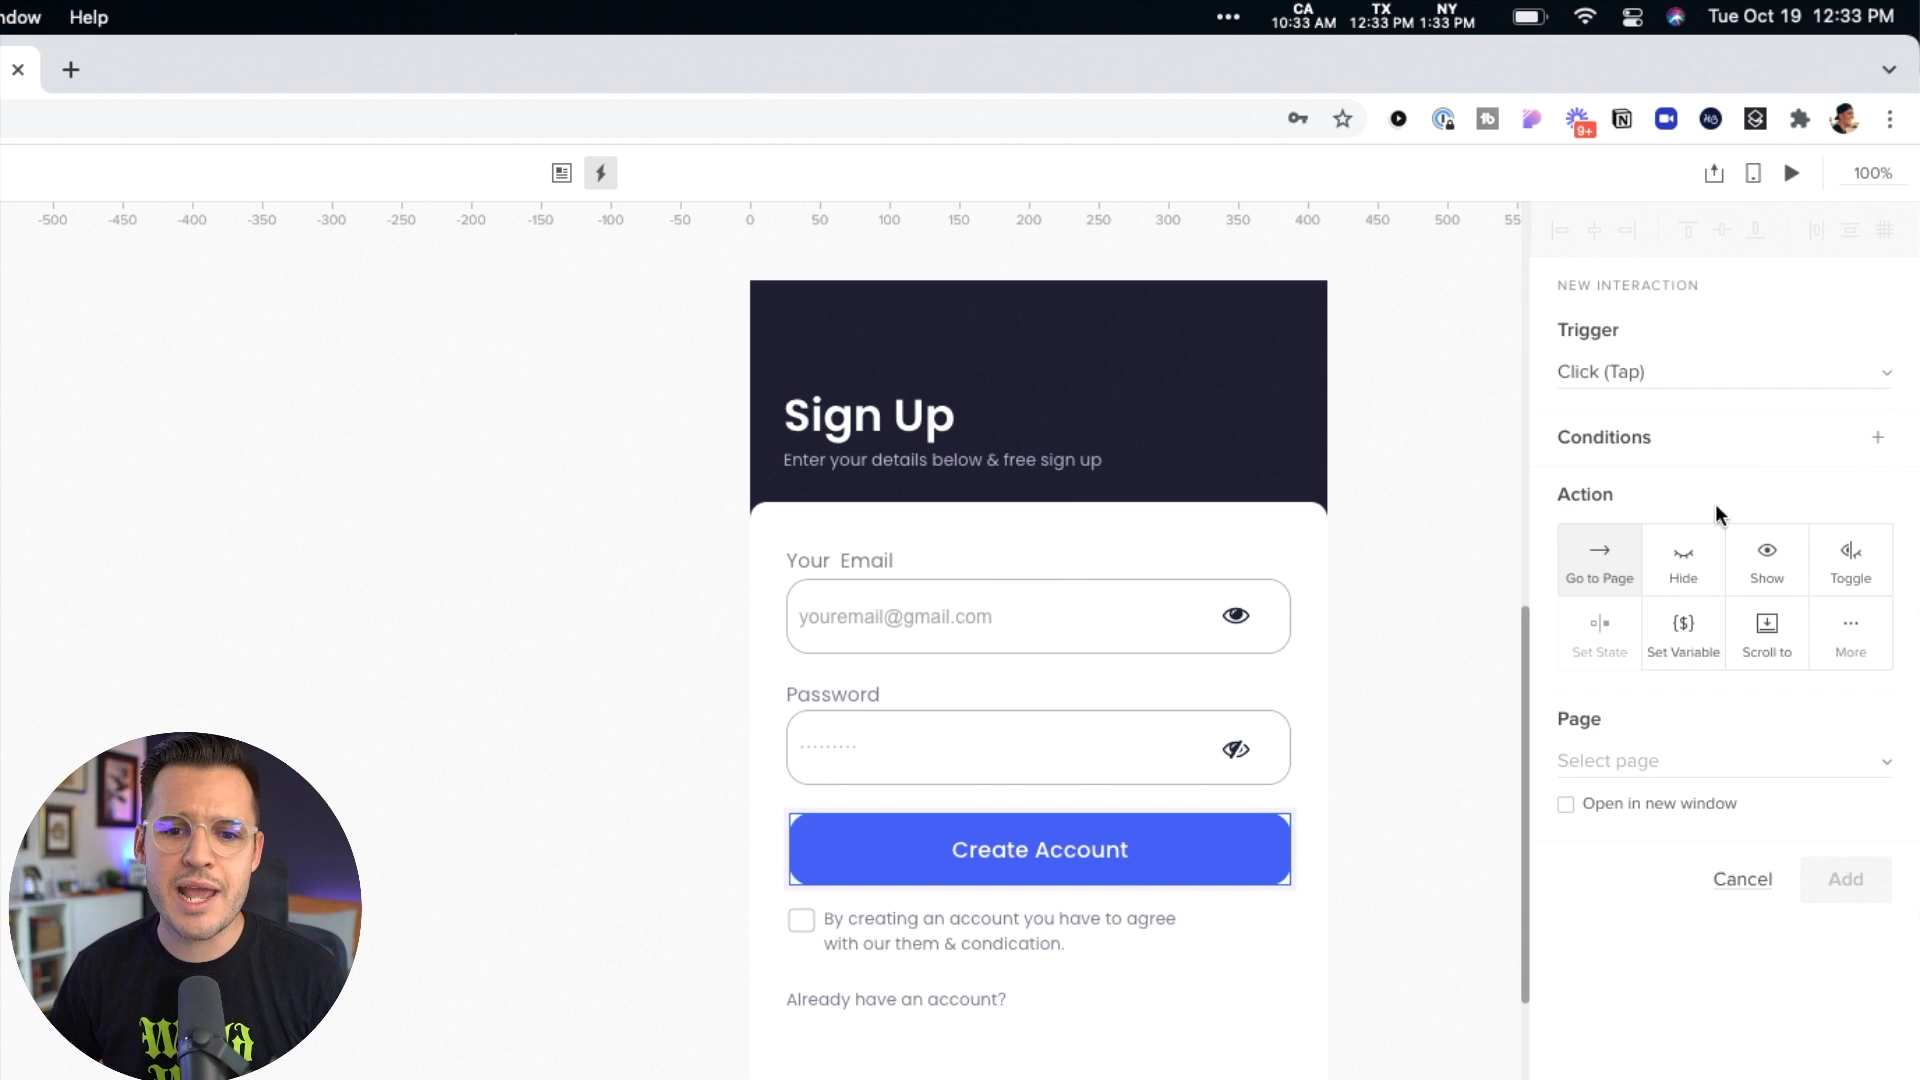 ndow Help
CA TX NY
10:33 AM 12:33 PM 1:33 PM
Tue Oct 19 12:33 PM
9+
100%
-500 -450 -400 -350 -300 -250 -200 -150 -100 -50 0 50 100 150 200 250 300 350 400 450 500 55
NEW INTERACTION
Trigger
Click (Tap)
Conditions
Action
Go to Page Hide Show Toggle
Set State Set Variable Scroll to More
Page
Select page
Open in new window
Cancel Add
Sign Up
Enter your details below & free sign up
Your Email
youremail@gmail.com
Password
Create Account
By creating an account you have to agree
with our them & condication.
Already have an account?